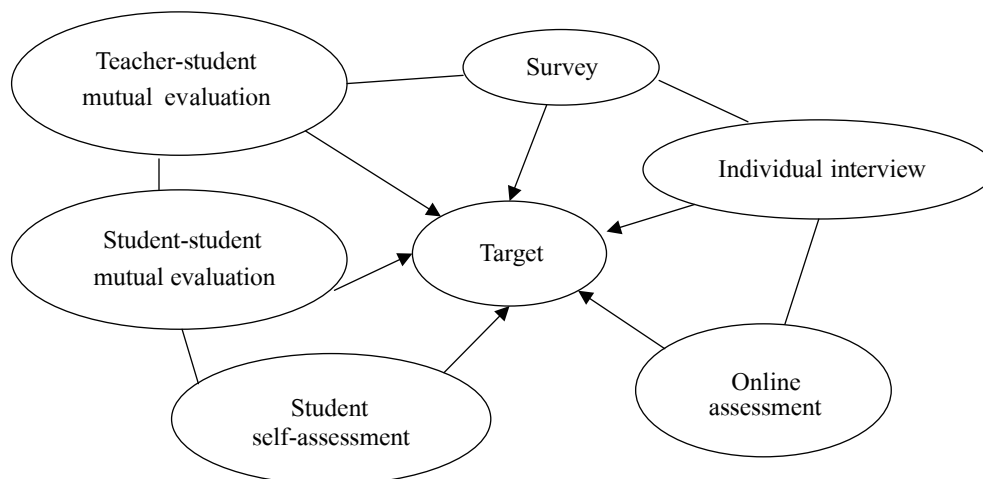 Teacher-student
mutual evaluation
Survey
Individual interview
Student-student
mutual evaluation
Target
Online
assessment
Student
self-assessment